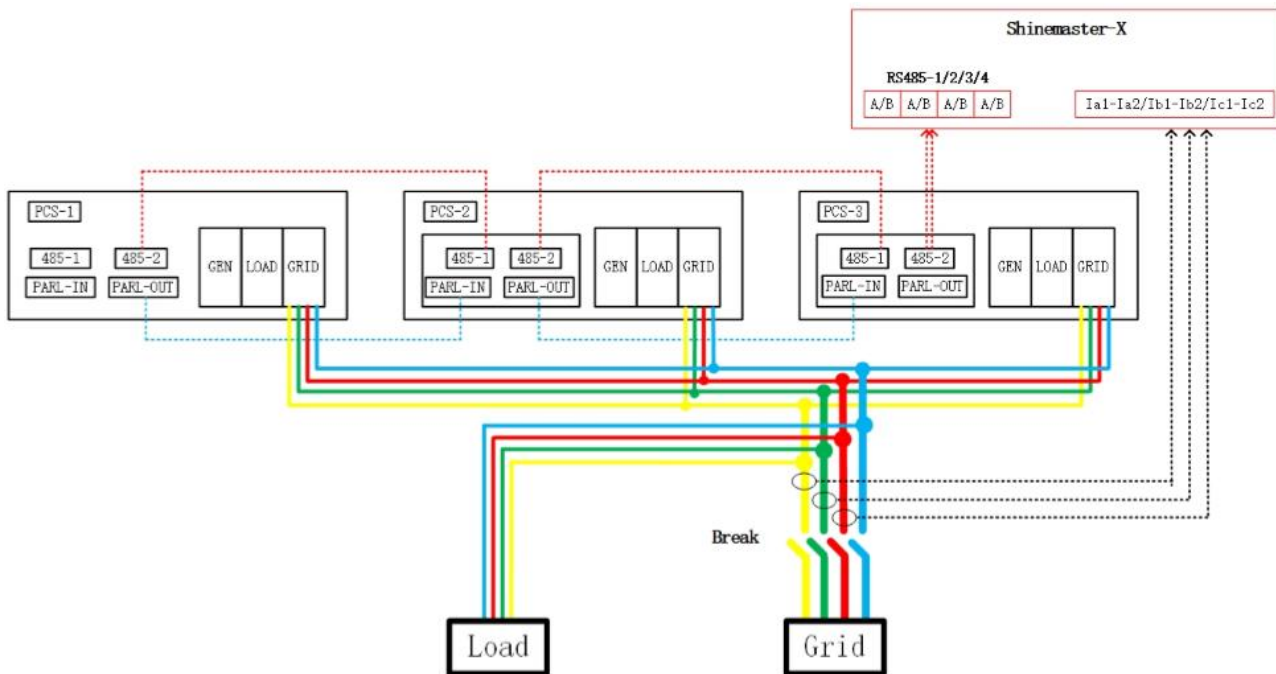 Shinemaster-X
RS485-1/2/3/4
A/B A/B A/B A/B
Ia1-Ia2/Ib1-Ib2/Ic1-Ic2
PCS-1
485-1 485-2
PARL-IN PARL-OUT
GEN LOAD GRID
PCS-2
485-1 485-2
PARL-IN PARL-OUT
GEN LOAD GRID
PCS-3
485-1 485-2
PARL-IN PARL-OUT
GEN LOAD GRID
Break
Load
Grid